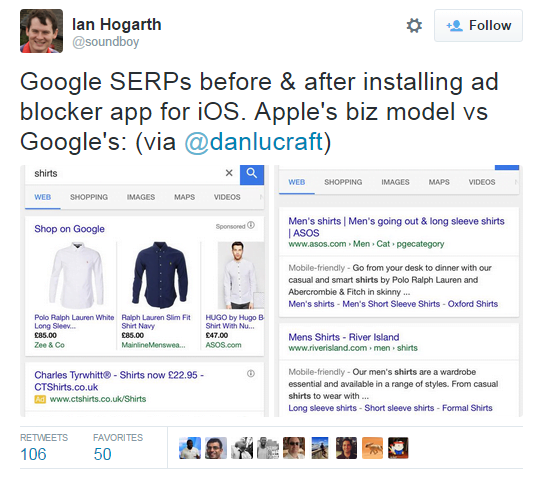 Ian Hogarth
@soundboy
Follow
Google SERPs before & after installing ad
blocker app for iOS. Apple's biz model vs
Google's: (via @danlucraft)
shirts
WEB SHOPPING IMAGES MAPS VIDEOS
Shop on Google Sponsored
Polo Ralph Lauren White
Long Sleev...
£85.00
Zee & Co
Ralph Lauren Slim Fit
Shirt Navy
£85.00
MainlineMenswea...
HUGO by Hugo B
Shirt With Nu...
£47.00
ASOS.com
Charles Tyrwhitt® - Shirts now £22.95 -
CTShirts.co.uk
Ad www.ctshirts.co.uk/Shirts
WEB SHOPPING IMAGES MAPS VIDEOS
Men's shirts | Men's going out & long sleeve shirts
| ASOS
www.asos.com › Men › Cat › pgecategory
Mobile-friendly - Go from your desk to dinner with our
casual and smart shirts by Polo Ralph Lauren and
Abercrombie & Fitch in skinny ...
Men's shirts - Men's Short Sleeve Shirts - Oxford Shirts
Mens Shirts - River Island
www.riverisland.com › men › shirts
Mobile-friendly - Our men's shirts are a wardrobe
essential and available in a range of styles. From casual
shirts to wear with ...
Long sleeve shirts - Short sleeve shirts - Formal Shirts
RETWEETS FAVORITES
106 50